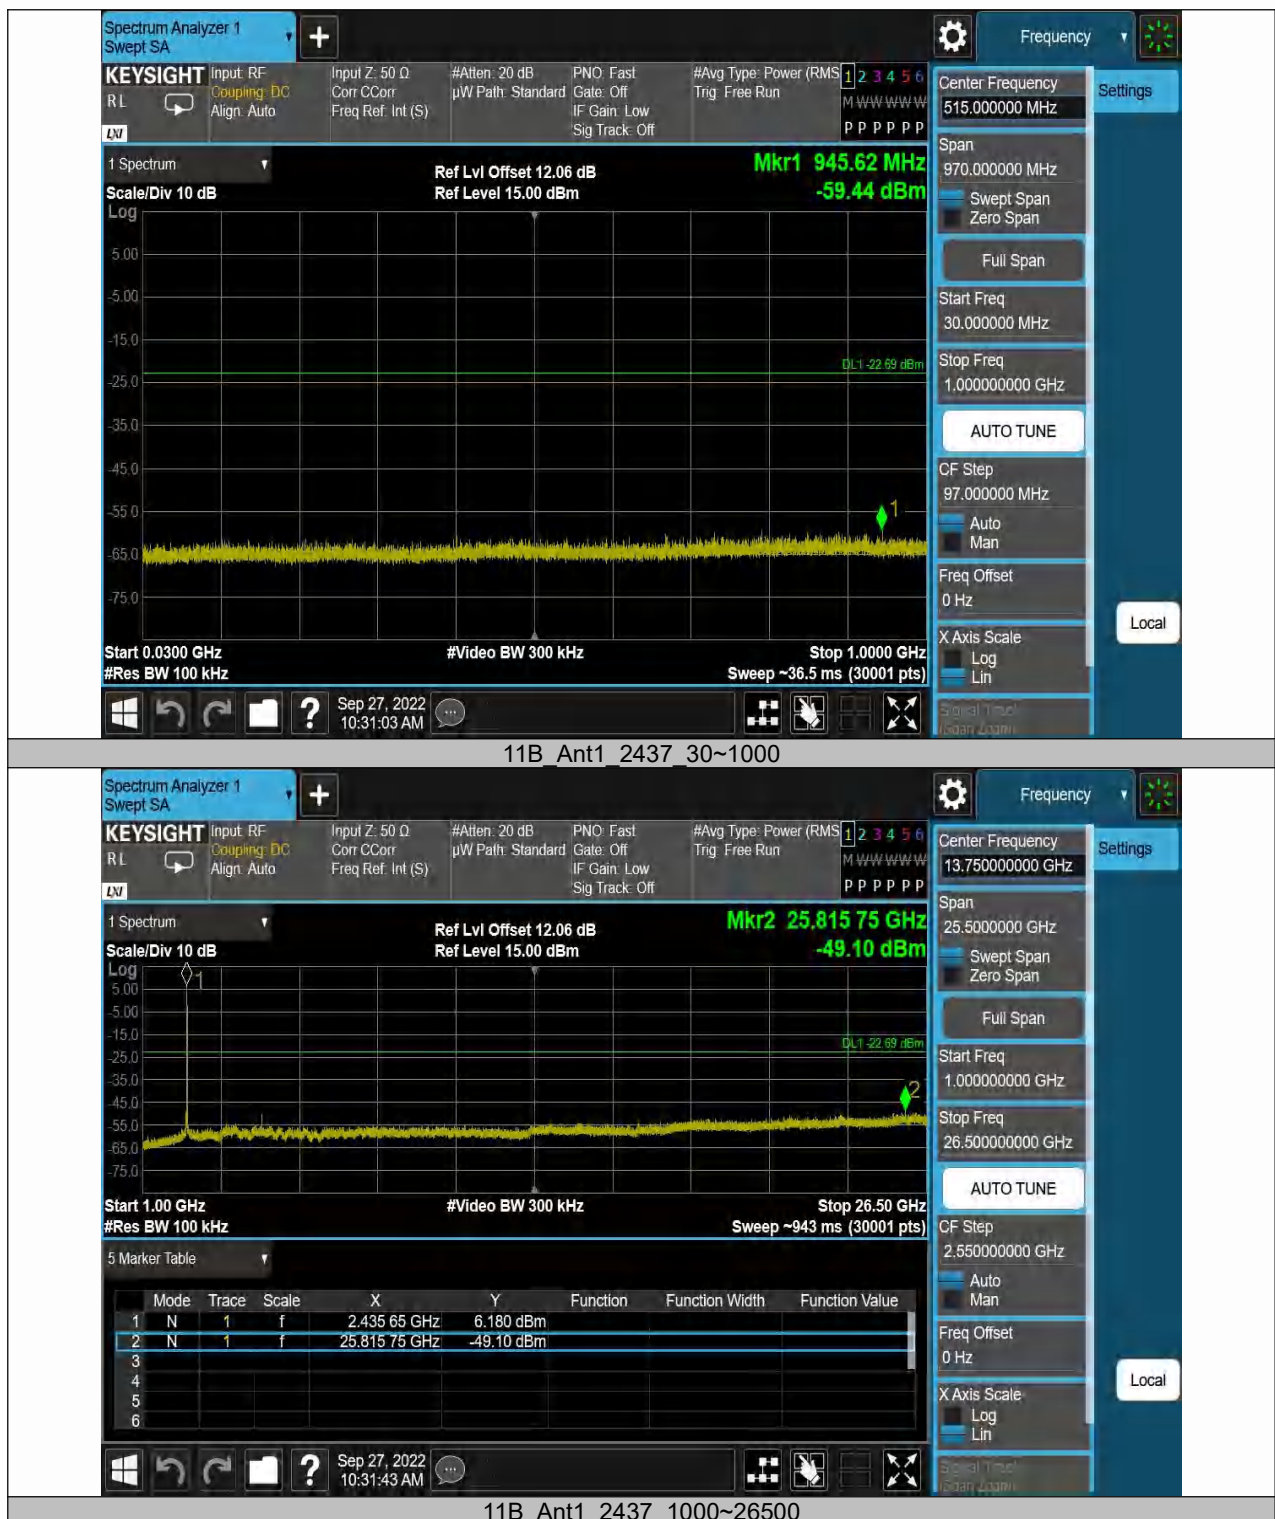 Spectrum Analyzer 1
Swept SA
Frequency
KEYSIGHT Input: RF Input Z: 50 Ω #Atten: 20 dB PNO: Fast #Avg Type: Power (RMS 1 2 3 4 5 6
R L Coupling: DC Corr CCorr µW Path: Standard Gate: Off Trig: Free Run M W W W W W
Align: Auto Freq Ref: Int (S) IF Gain: Low
LXI Sig Track: Off P P P P P P
Center Frequency
515.000000 MHz
Settings
1 Spectrum
Ref Lvl Offset 12.06 dB
Mkr1 945.62 MHz
Scale/Div 10 dB Ref Level 15.00 dBm -59.44 dBm
Log
5.00
-5.00
-15.0
DL1 -22.69 dBm
-25.0
-35.0
-45.0
-55.0
1
-65.0
-75.0
Start 0.0300 GHz #Video BW 300 kHz Stop 1.0000 GHz
#Res BW 100 kHz Sweep ~36.5 ms (30001 pts)
Span
970.000000 MHz
Swept Span
Zero Span
Full Span
Start Freq
30.000000 MHz
Stop Freq
1.000000000 GHz
AUTO TUNE
CF Step
97.000000 MHz
Auto
Man
Freq Offset
0 Hz
X Axis Scale
Log
Lin
Signal Track
(Span Zoom)
Local
? Sep 27, 2022
10:31:03 AM
11B_Ant1_2437_30~1000
Spectrum Analyzer 1
Swept SA
Frequency
KEYSIGHT Input: RF Input Z: 50 Ω #Atten: 20 dB PNO: Fast #Avg Type: Power (RMS 1 2 3 4 5 6
R L Coupling: DC Corr CCorr µW Path: Standard Gate: Off Trig: Free Run M W W W W W
Align: Auto Freq Ref: Int (S) IF Gain: Low
LXI Sig Track: Off P P P P P P
Center Frequency
13.750000000 GHz
Settings
1 Spectrum
Ref Lvl Offset 12.06 dB
Mkr2 25.815 75 GHz
Scale/Div 10 dB Ref Level 15.00 dBm -49.10 dBm
Log
1
5.00
-5.00
-15.0
DL1 -22.69 dBm
-25.0
-35.0
2
-45.0
-55.0
-65.0
-75.0
Start 1.00 GHz #Video BW 300 kHz Stop 26.50 GHz
#Res BW 100 kHz Sweep ~943 ms (30001 pts)
5 Marker Table
Mode Trace Scale X Y Function Function Width Function Value
1 N 1 f 2.435 65 GHz 6.180 dBm
2 N 1 f 25.815 75 GHz -49.10 dBm
3
4
5
6
Span
25.5000000 GHz
Swept Span
Zero Span
Full Span
Start Freq
1.000000000 GHz
Stop Freq
26.500000000 GHz
AUTO TUNE
CF Step
2.550000000 GHz
Auto
Man
Freq Offset
0 Hz
X Axis Scale
Log
Lin
Signal Track
(Span Zoom)
Local
? Sep 27, 2022
10:31:43 AM
11B_Ant1_2437_1000~26500